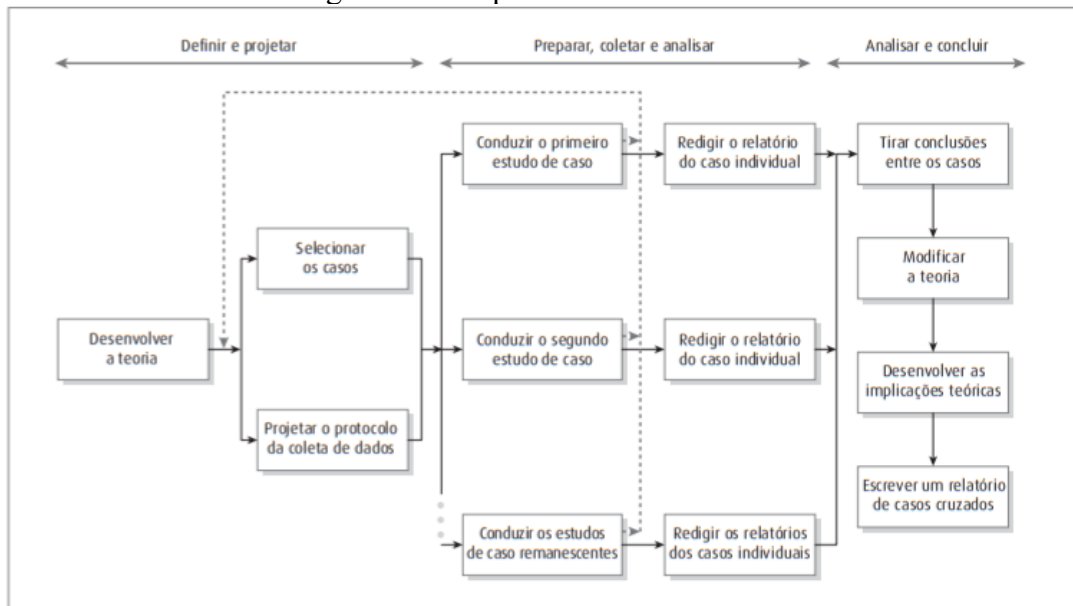 Definir e projetar
Preparar, coletar e analisar
Analisar e concluir
Conduzir o primeiro
estudo de caso
Redigir o relatório
do caso individual
Tirar conclusões
entre os casos
Selecionar
os casos
Modificar
a teoria
Desenvolver
a teoria
Conduzir o segundo
estudo de caso
Redigir o relatório
do caso individual
Desenvolver as
implicações teóricas
Projetar o protocolo
da coleta de dados
Escrever um relatório
de casos cruzados
Conduzir os estudos
de caso remanescentes
Redigir os relatórios
dos casos individuais